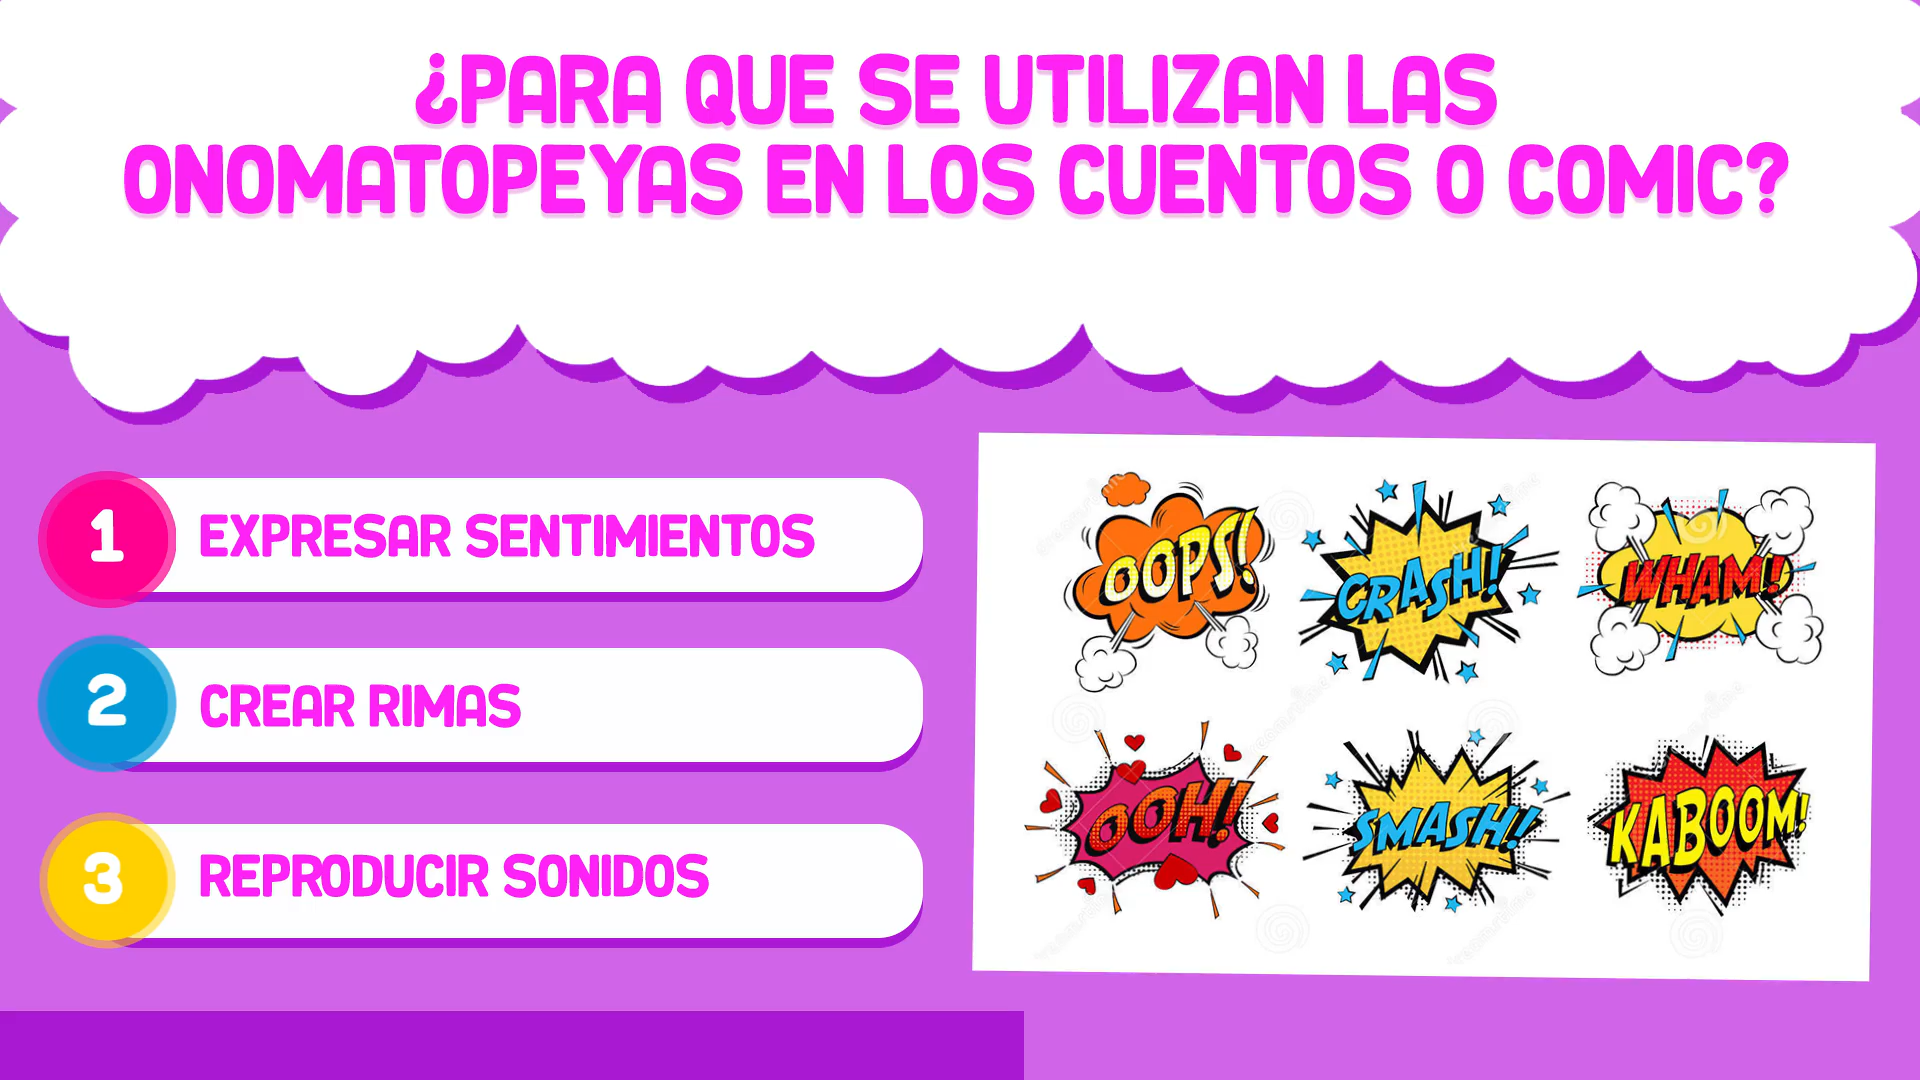 ¿PARA QUE SE UTILIZAN LAS
ONOMATOPEYAS EN LOS CUENTOS O COMIC?
1 EXPRESAR SENTIMIENTOS
2 CREAR RIMAS
3 REPRODUCIR SONIDOS
OOPS! CRASH! WHAM!
OOH! SMASH! KABOOM!